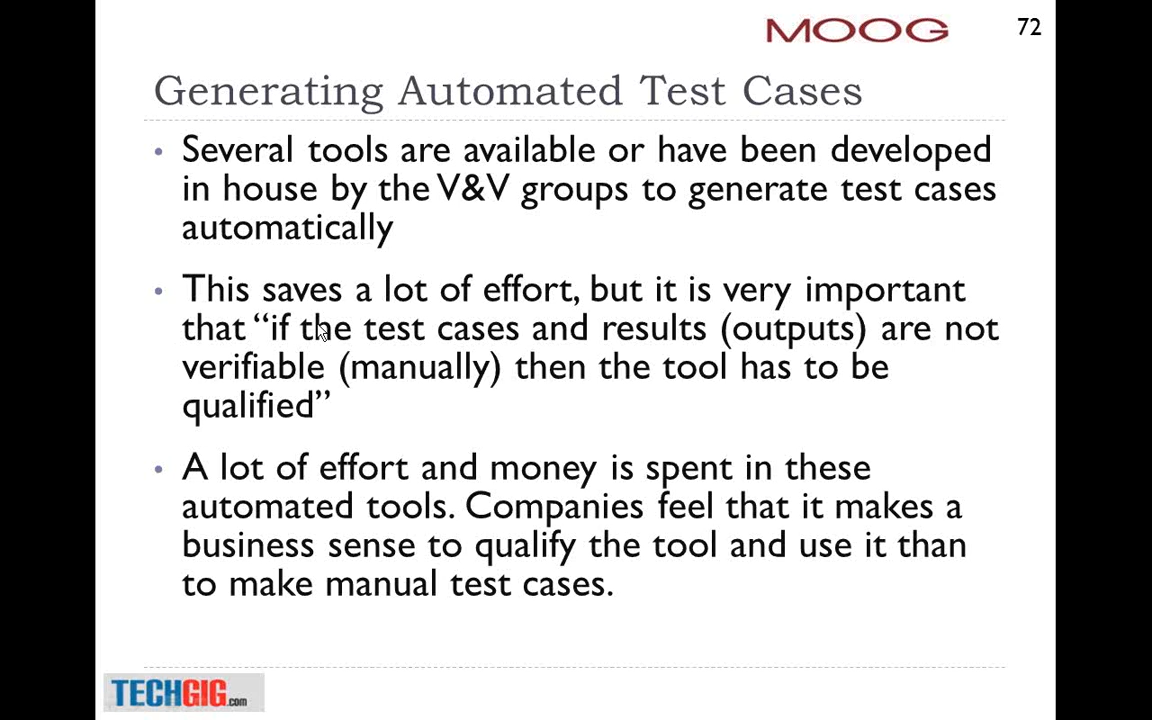 MOOG
72
Generating Automated Test Cases
• Several tools are available or have been developed
in house by the V&V groups to generate test cases
automatically
• This saves a lot of effort, but it is very important
that “if the test cases and results (outputs) are not
verifiable (manually) then the tool has to be
qualified”
• A lot of effort and money is spent in these
automated tools. Companies feel that it makes a
business sense to qualify the tool and use it than
to make manual test cases.
TECHGIG.com